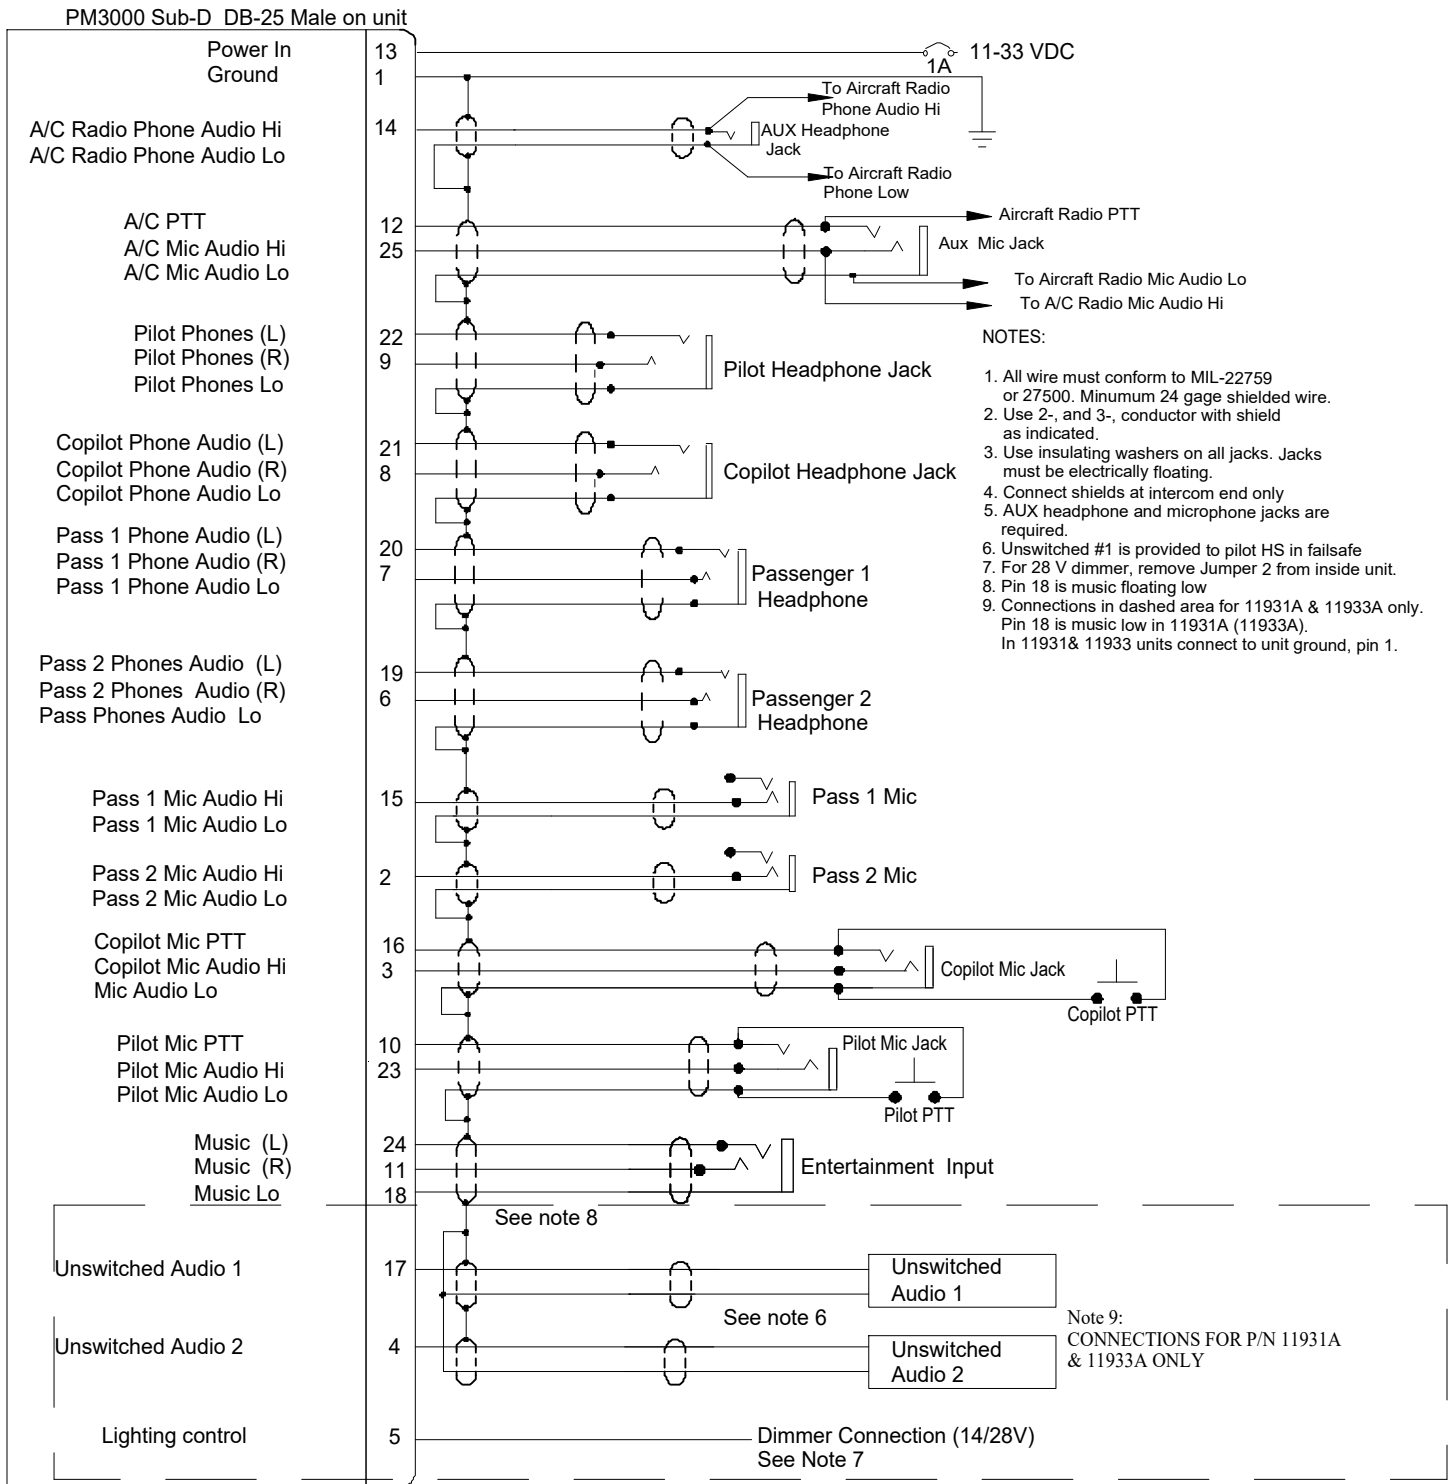 PM3000 Sub-D  DB-25 Male on unit
Power In 13 11-33 VDC
1A
Ground 1
To Aircraft Radio
Phone Audio Hi
A/C Radio Phone Audio Hi 14 AUX Headphone
Jack
A/C Radio Phone Audio Lo
To Aircraft Radio
Phone Low
A/C PTT 12 Aircraft Radio PTT
A/C Mic Audio Hi 25 Aux  Mic Jack
A/C Mic Audio Lo To Aircraft Radio Mic Audio Lo
To A/C Radio Mic Audio Hi
Pilot Phones (L) 22
Pilot Phones (R) 9 Pilot Headphone Jack
Pilot Phones Lo
NOTES:
1. All wire must conform to MIL-22759
or 27500. Minumum 24 gage shielded wire.
2. Use 2-, and 3-, conductor with shield
as indicated.
3. Use insulating washers on all jacks. Jacks
must be electrically floating.
4. Connect shields at intercom end only
5. AUX headphone and microphone jacks are
required.
6. Unswitched #1 is provided to pilot HS in failsafe
7. For 28 V dimmer, remove Jumper 2 from inside unit.
8. Pin 18 is music floating low
9. Connections in dashed area for 11931A & 11933A only.
Pin 18 is music low in 11931A (11933A).
In 11931& 11933 units connect to unit ground, pin 1.
Copilot Phone Audio (L) 21
Copilot Phone Audio (R) 8 Copilot Headphone Jack
Copilot Phone Audio Lo
Pass 1 Phone Audio (L) 20
Pass 1 Phone Audio (R) 7 Passenger 1
Headphone
Pass 1 Phone Audio Lo
Pass 2 Phones Audio  (L) 19
Pass 2 Phones  Audio (R) 6 Passenger 2
Headphone
Pass Phones Audio  Lo
Pass 1 Mic Audio Hi 15 Pass 1 Mic
Pass 1 Mic Audio Lo
Pass 2 Mic Audio Hi 2 Pass 2 Mic
Pass 2 Mic Audio Lo
Copilot Mic PTT 16
Copilot Mic Audio Hi 3 Copilot Mic Jack
Mic Audio Lo
Copilot PTT
Pilot Mic PTT 10 Pilot Mic Jack
Pilot Mic Audio Hi 23
Pilot Mic Audio Lo
Pilot PTT
Music  (L) 24
Music  (R) 11 Entertainment  Input
Music Lo 18
See note 8
Unswitched Audio 1 17 Unswitched
Audio 1
See note 6
Note 9:
CONNECTIONS FOR P/N 11931A
& 11933A ONLY
Unswitched Audio 2 4 Unswitched
Audio 2
Lighting control 5 Dimmer Connection (14/28V)
See Note 7